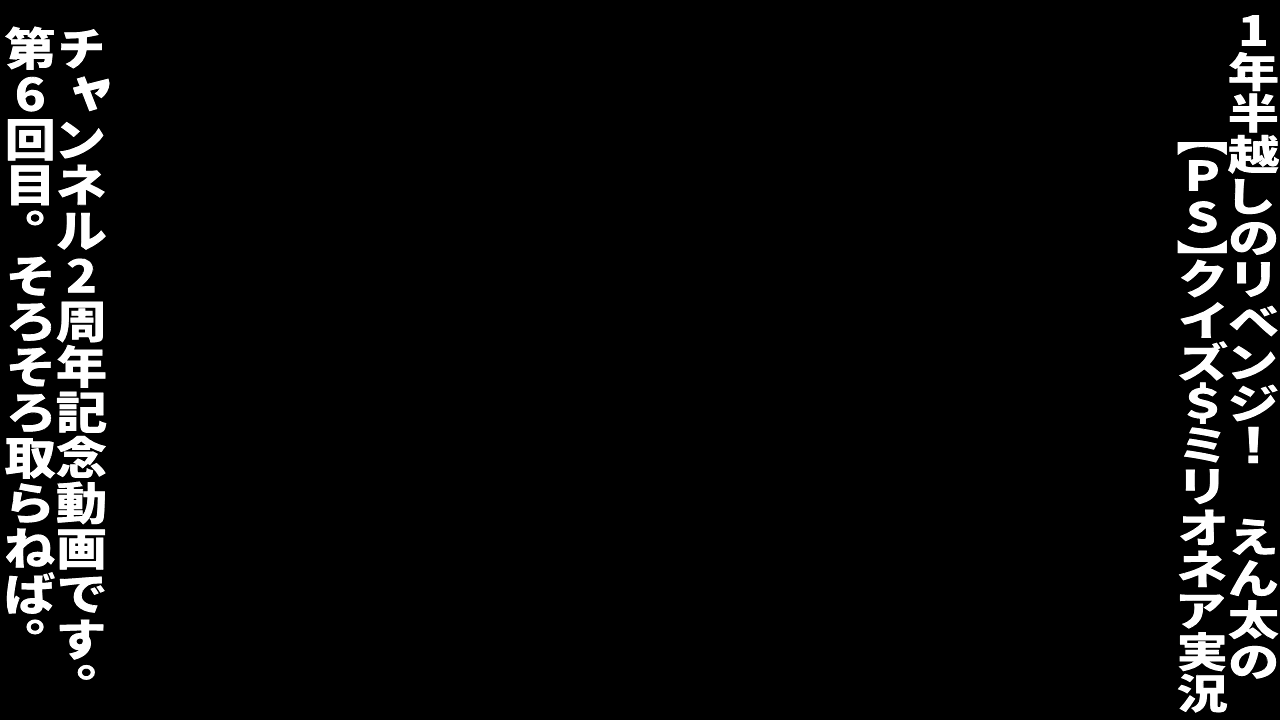 1年半越しのリベンジ！　えん太の
【PS】クイズ$ミリオネア実況
チャンネル2周年記念動画です。
第6回目。そろそろ取らねば。